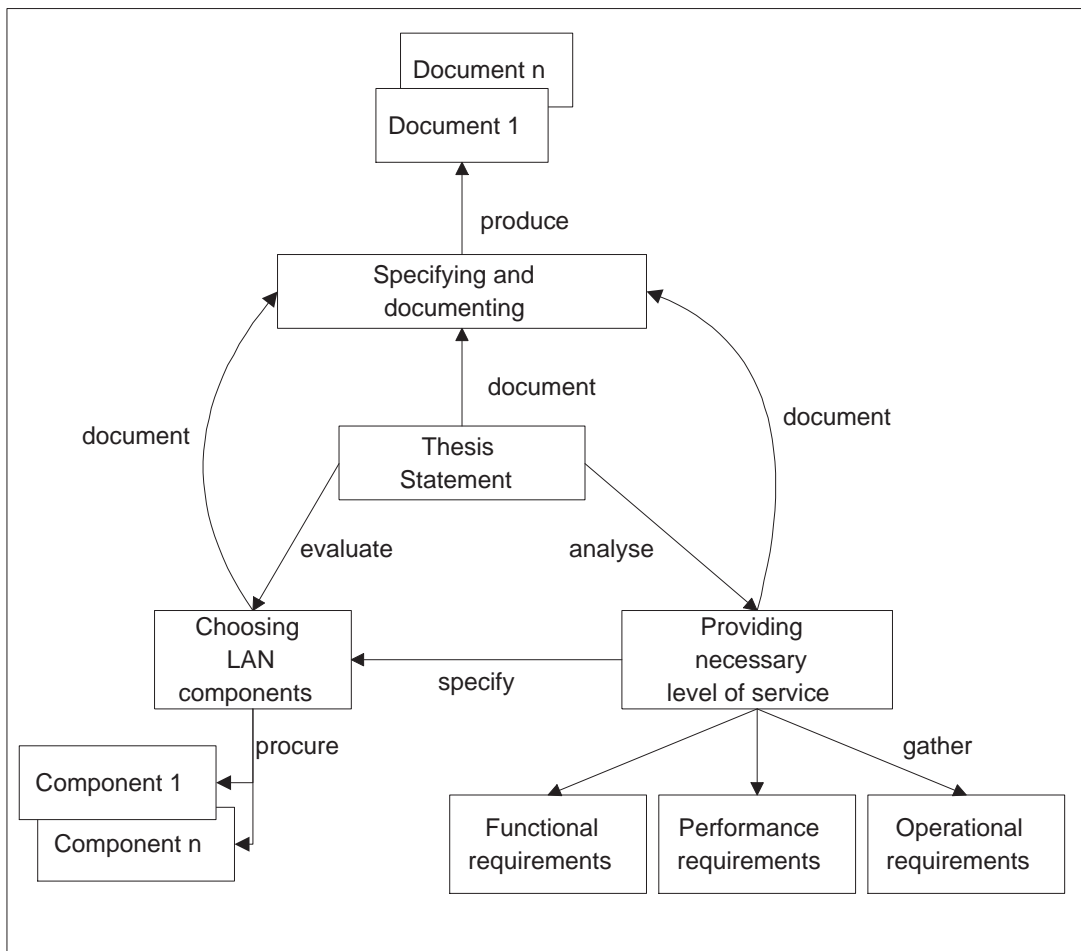 Document n
Document 1
produce
Specifying and
documenting
document
document
document
Thesis
Statement
evaluate
analyse
Choosing
LAN
components
specify
Providing
necessary
level of service
procure
gather
Component 1
Component n
Functional
requirements
Performance
requirements
Operational
requirements